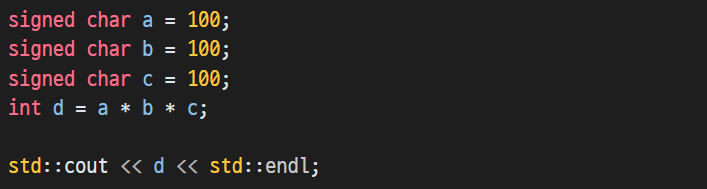 signed char a = 100;
signed char b = 100;
signed char c = 100;
int d = a * b * c;
std::cout << d << std::endl;